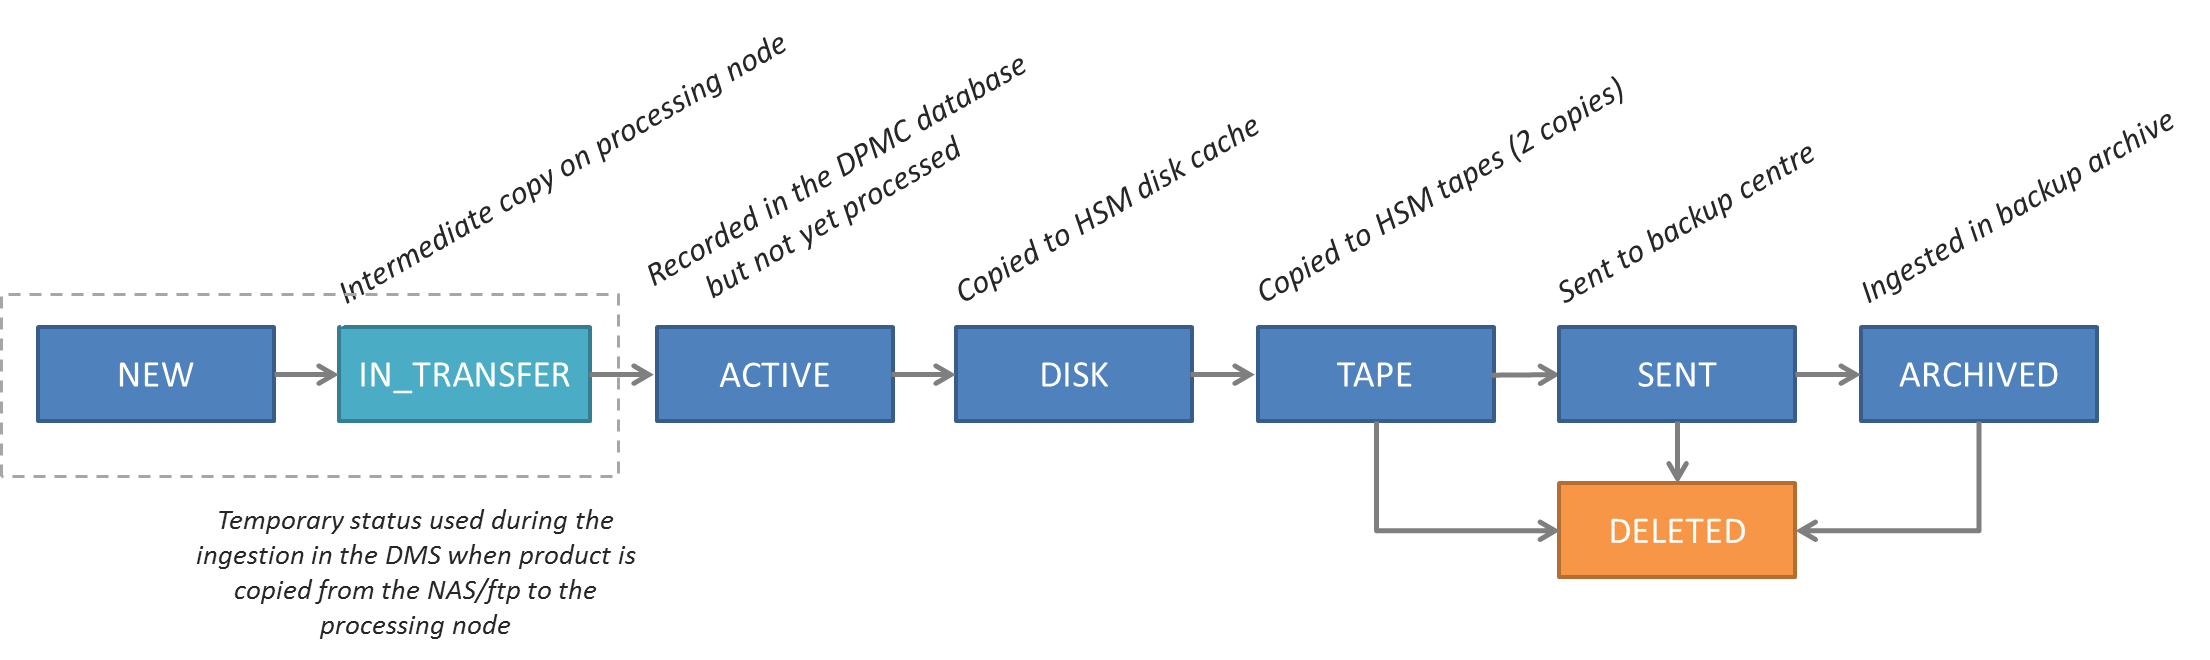 Intermediate copy on processing node
Recorded in the DPMC database
but not yet processed
Copied to HSM disk cache
Copied to HSM tapes (2 copies)
Sent to backup centre
Ingested in backup archive
NEW
IN_TRANSFER
ACTIVE
DISK
TAPE
SENT
ARCHIVED
DELETED
Temporary status used during the
ingestion in the DMS when product is
copied from the NAS/ftp to the
processing node